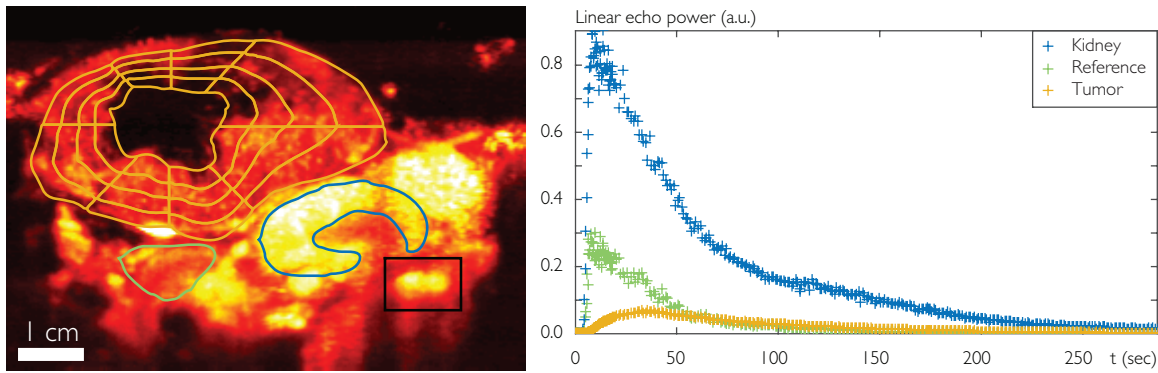 1 cm
Linear echo power (a.u.)
0.8
0.6
0.4
0.2
0.0
Kidney
Reference
Tumor
0 50 100 150 200 250 t (sec)